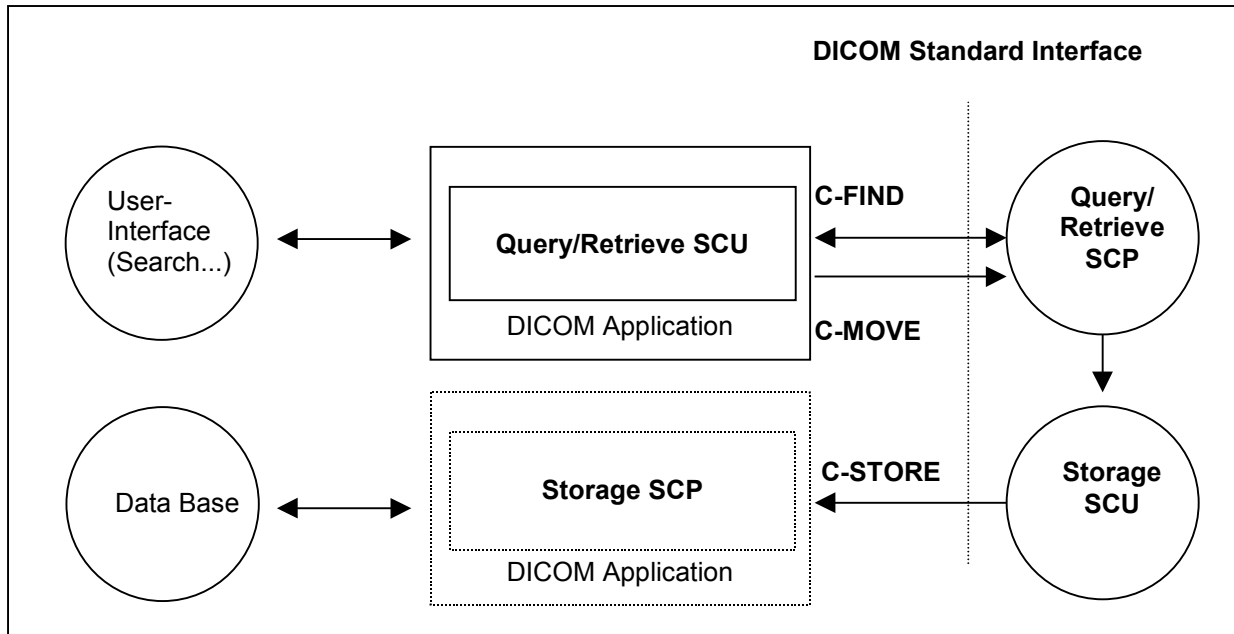 DICOM Standard Interface
User-
Interface
(Search...)
Query/Retrieve SCU
DICOM Application
C-FIND
C-MOVE
Query/
Retrieve
SCP
Data Base
Storage SCP
DICOM Application
C-STORE
Storage
SCU